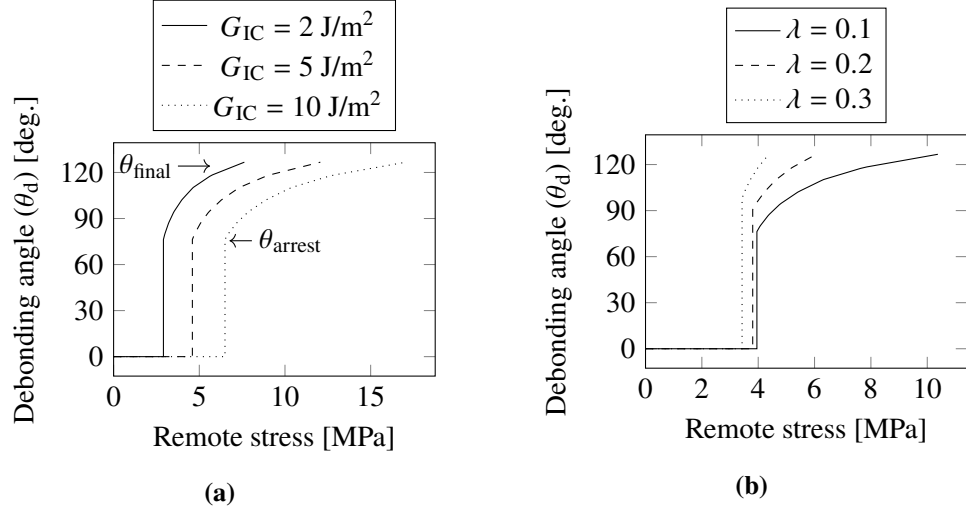 G_IC = 2 J/m²
G_IC = 5 J/m²
G_IC = 10 J/m²
Debonding angle (θ_d) [deg.]
120
90
60
30
0
θ_final
θ_arrest
0 5 10 15
Remote stress [MPa]
(a)
λ = 0.1
λ = 0.2
λ = 0.3
Debonding angle (θ_d) [deg.]
120
90
60
30
0
0 2 4 6 8 10
Remote stress [MPa]
(b)